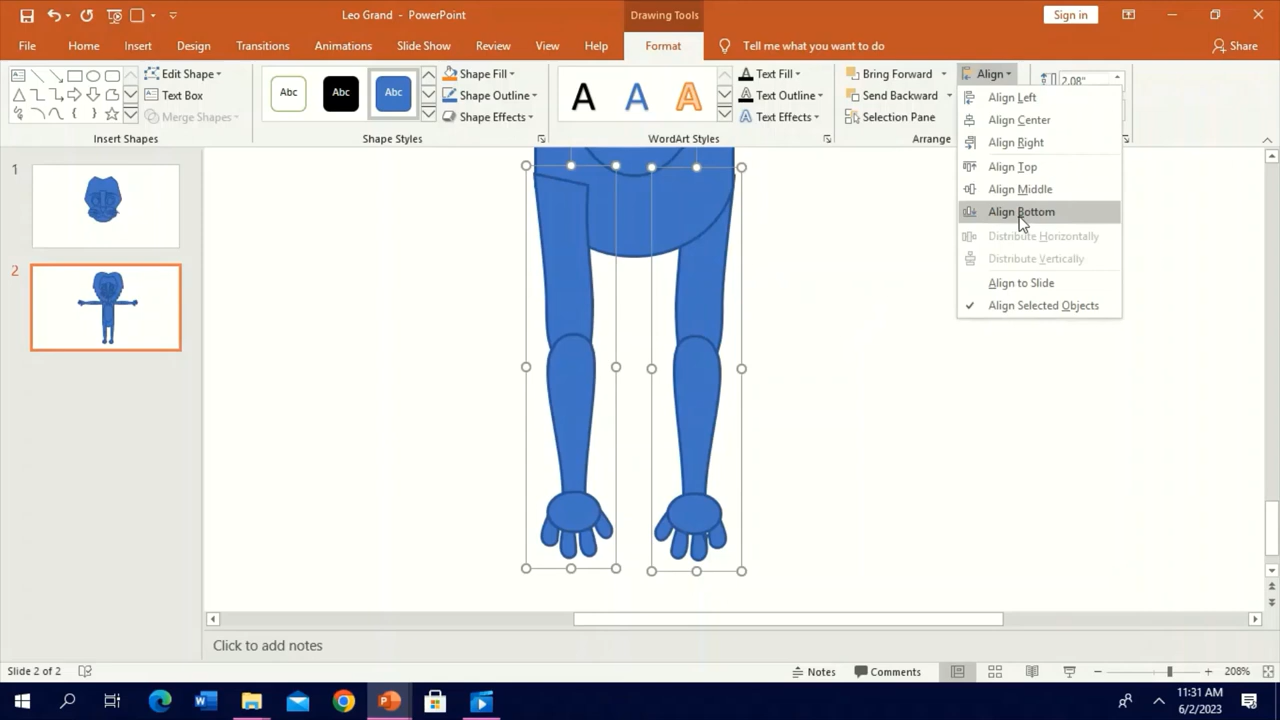 Leo Grand - PowerPoint
Drawing Tools
Sign in
File
Home
Insert
Design
Transitions
Animations
Slide Show
Review
View
Help
Format
Tell me what you want to do
Share
Edit Shape
Text Box
Merge Shapes
Insert Shapes
Abc
Abc
Abc
Shape Fill
Shape Outline
Shape Effects
Shape Styles
A
A
A
WordArt Styles
Text Fill
Text Outline
Text Effects
Bring Forward
Send Backward
Selection Pane
Arrange
Align
2.08"
Align Left
Align Center
Align Right
Align Top
Align Middle
Align Bottom
Distribute Horizontally
Distribute Vertically
Align to Slide
Align Selected Objects
1
2
Click to add notes
Slide 2 of 2
Notes
Comments
208%
11:31 AM
6/2/2023